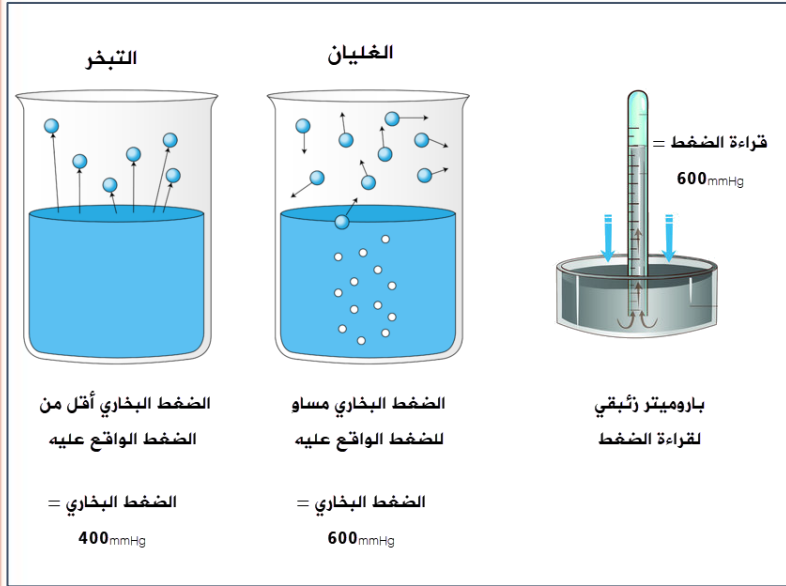 الغليان
التبخر
قراءة الضغط =
600mmHg
باروميتر زئبقي
لقراءة الضغط
الضغط البخاري مساو
للضغط الواقع عليه
الضغط البخاري =
600mmHg
الضغط البخاري أقل من
الضغط الواقع عليه
الضغط البخاري =
400mmHg